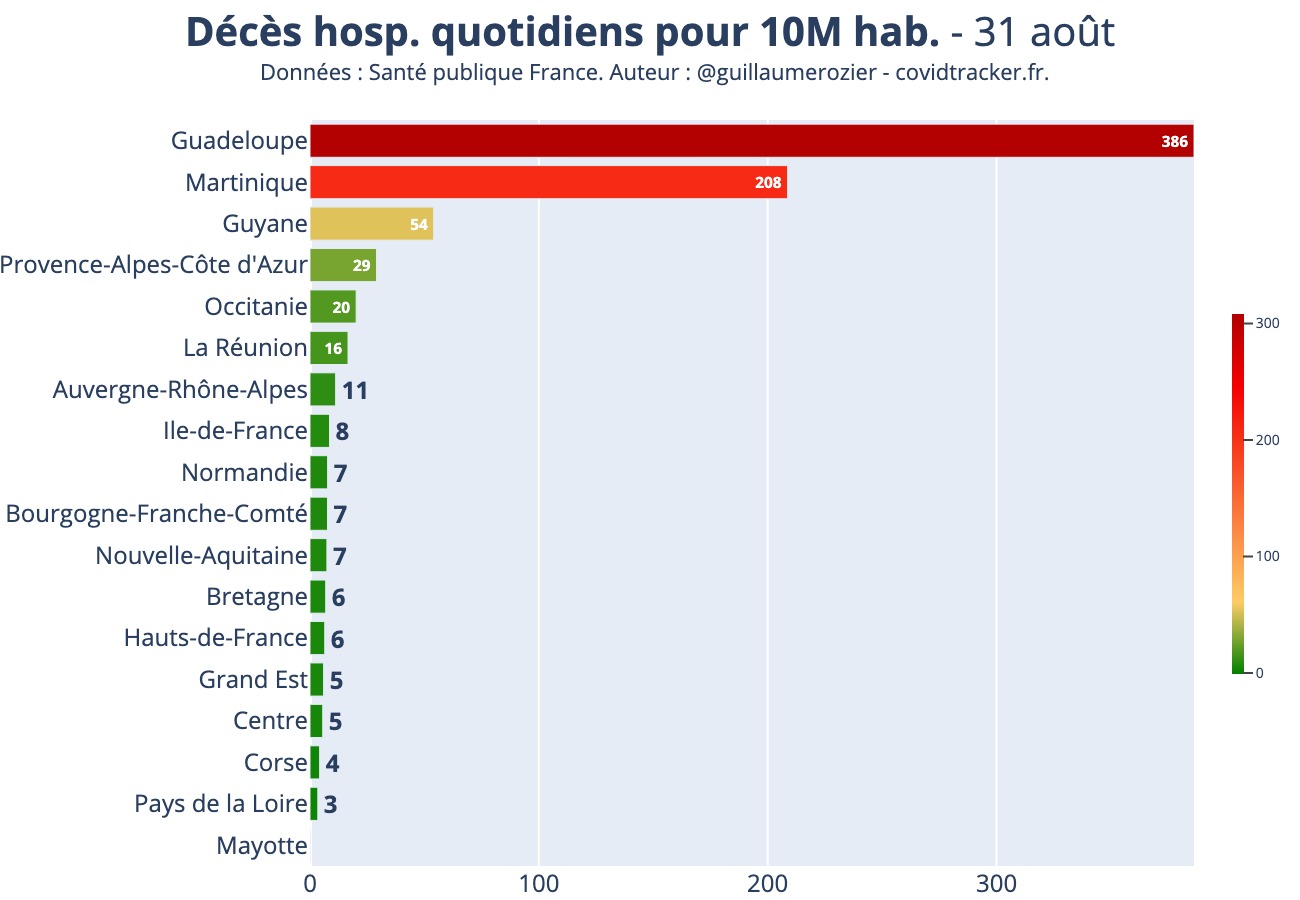 Décès hosp. quotidiens pour 10M hab. - 31 août
Données : Santé publique France. Auteur : @guillaumerozier - covidtracker.fr.
Guadeloupe 386
Martinique 208
Guyane 54
Provence-Alpes-Côte d'Azur 29
Occitanie 20
La Réunion 16
Auvergne-Rhône-Alpes 11
Ile-de-France 8
Normandie 7
Bourgogne-Franche-Comté 7
Nouvelle-Aquitaine 7
Bretagne 6
Hauts-de-France 6
Grand Est 5
Centre 5
Corse 4
Pays de la Loire 3
Mayotte
0 100 200 300
300
200
100
0